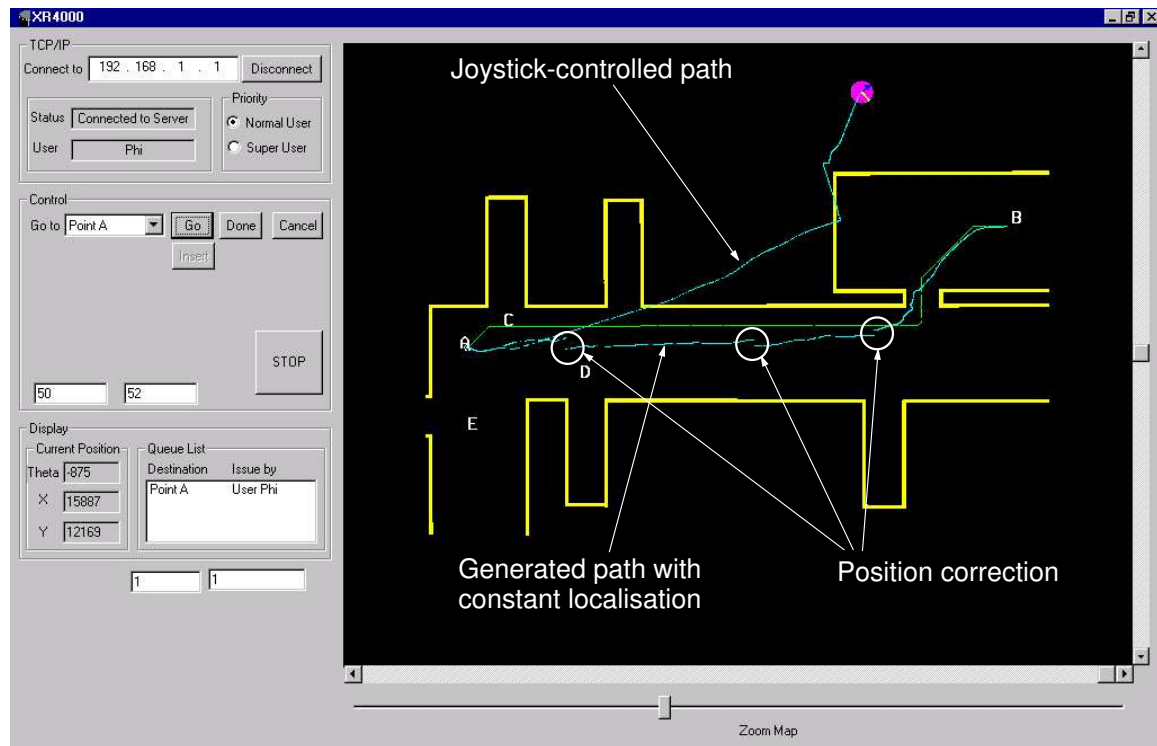 XR4000
TCP/IP
Connect to 192 . 168 . 1 . 1 Disconnect
Priority
Status Connected to Server
Normal User
User Phi
Super User
Control
Go to Point A Go Done Cancel
Insert
STOP
50 52
Display
Current Position
Queue List
Theta -875
Destination Issue by
Point A User Phi
X 15887
Y 12169
1 1
Joystick-controlled path
B
C
A
D
E
Generated path with
constant localisation
Position correction
Zoom Map